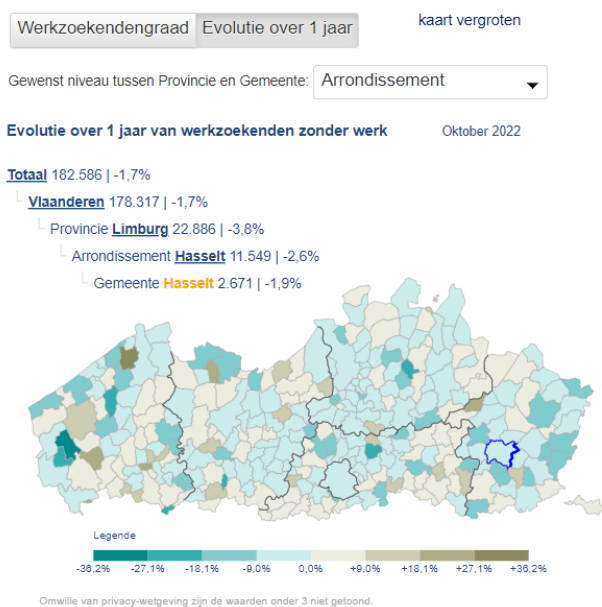 Werkzoekendengraad Evolutie over 1 jaar kaart vergroten
Gewenst niveau tussen Provincie en Gemeente: Arrondissement
Evolutie over 1 jaar van werkzoekenden zonder werk Oktober 2022
Totaal 182.586 | -1,7%
Vlaanderen 178.317 | -1,7%
Provincie Limburg 22.886 | -3,8%
Arrondissement Hasselt 11.549 | -2,6%
Gemeente Hasselt 2.671 | -1,9%
Legende
-36,2% -27,1% -18,1% -9,0% 0,0% +9,0% +18,1% +27,1% +36,2%
Omwille van privacy-wetgeving zijn de waarden onder 3 niet getoond.